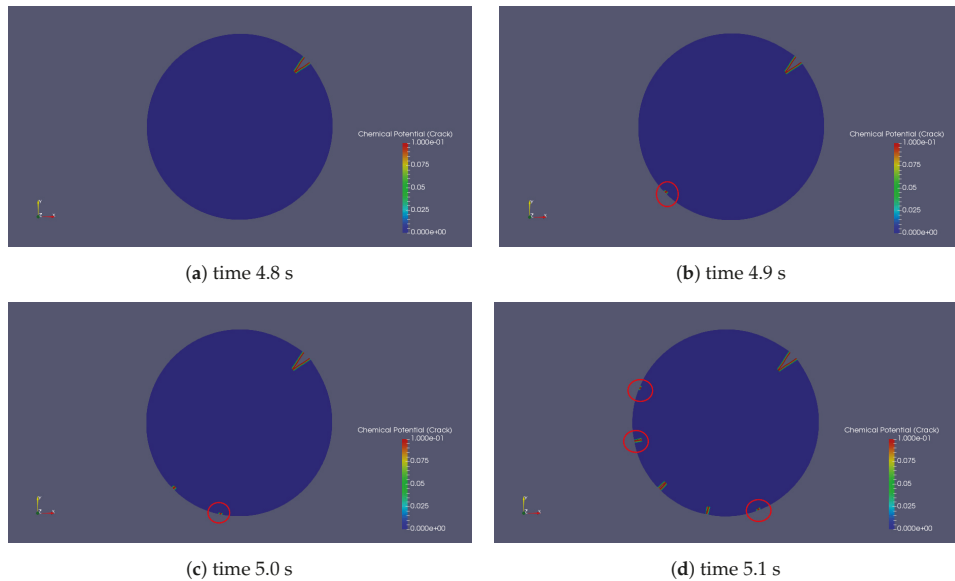 Chemical Potential (Crack)
1.000e-01
0.075
0.05
0.025
0.000e+00
(a) time 4.8 s
Chemical Potential (Crack)
1.000e-01
0.075
0.05
0.025
0.000e+00
(b) time 4.9 s
Chemical Potential (Crack)
1.000e-01
0.075
0.05
0.025
0.000e+00
(c) time 5.0 s
Chemical Potential (Crack)
1.000e-01
0.075
0.05
0.025
0.000e+00
(d) time 5.1 s